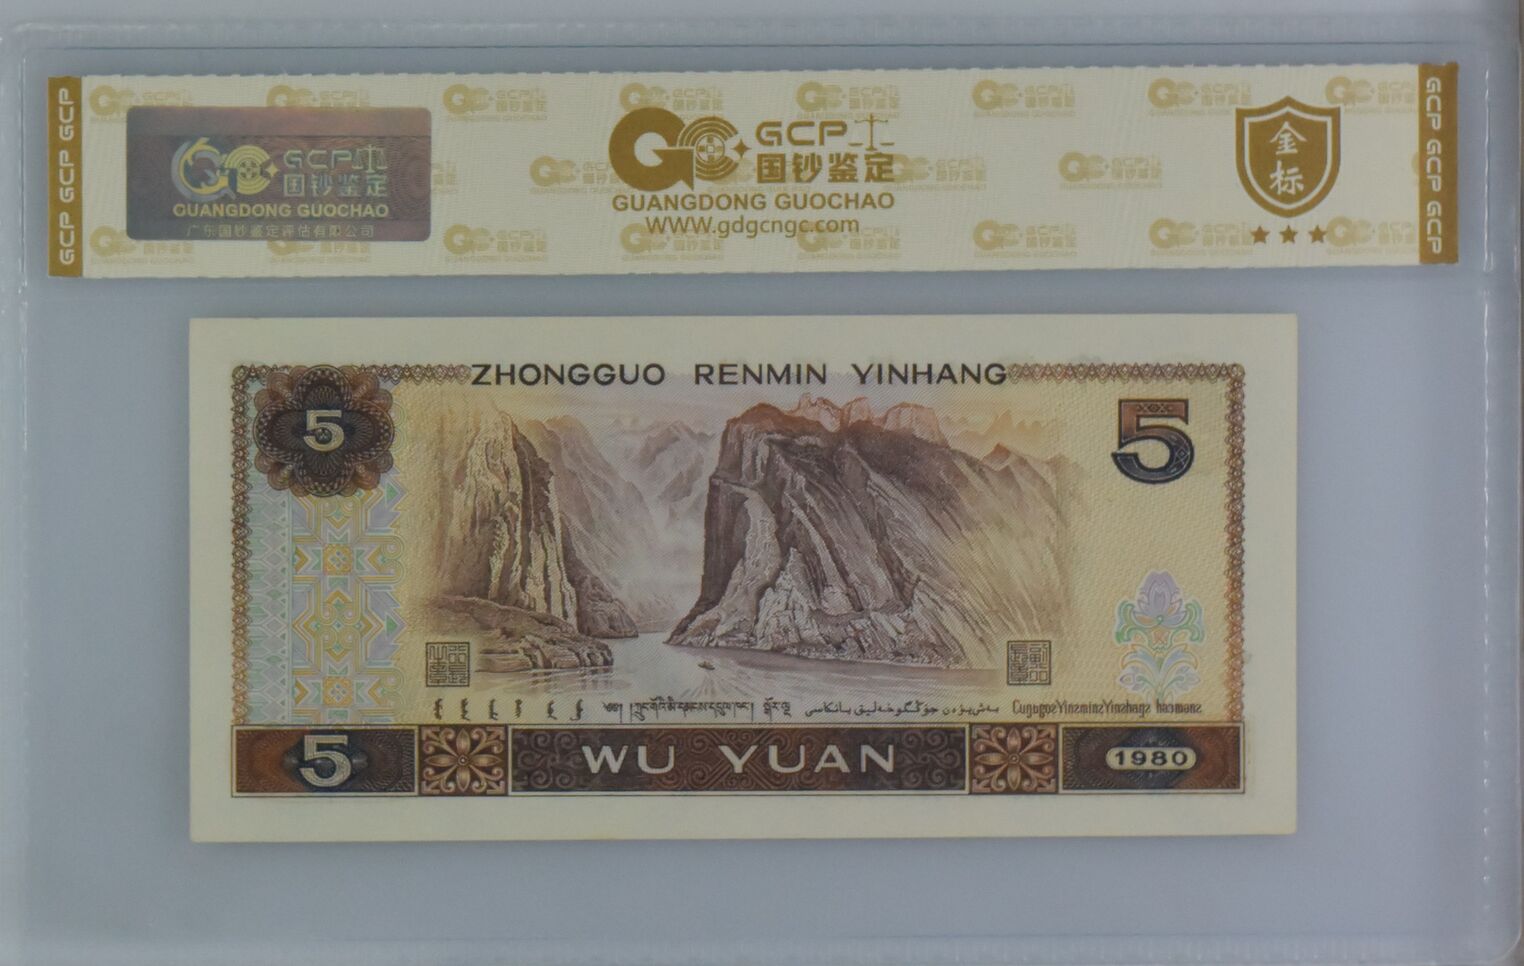 GCP GCP GCP
GCP
国钞鉴定
GUANGDONG GUOCHAO
广东国钞鉴定评估有限公司
GCP
国钞鉴定
GUANGDONG GUOCHAO
WWW.gdgcngc.com
金标
GCP GCP GCP
ZHONGGUO RENMIN YINHANG
5
5
5 WU YUAN 1980